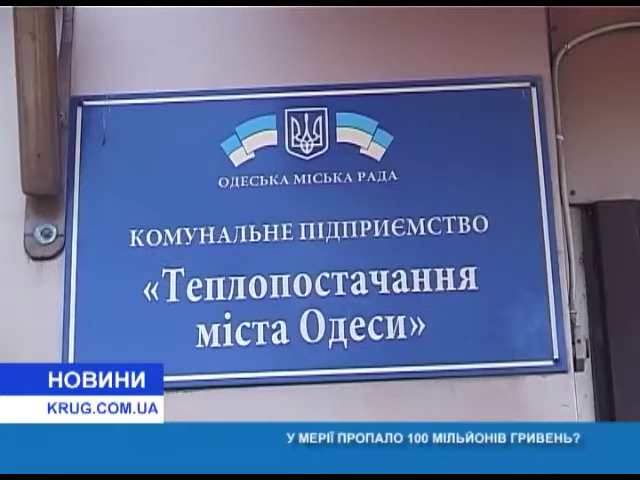 ОДЕСЬКА МІСЬКА РАДА
КОМУНАЛЬНЕ ПІДПРИЄМСТВО
«Теплопостачання
міста Одеси»
НОВИНИ
KRUG.COM.UA
У МЕРІЇ ПРОПАЛО 100 МІЛЬЙОНІВ ГРИВЕНЬ?